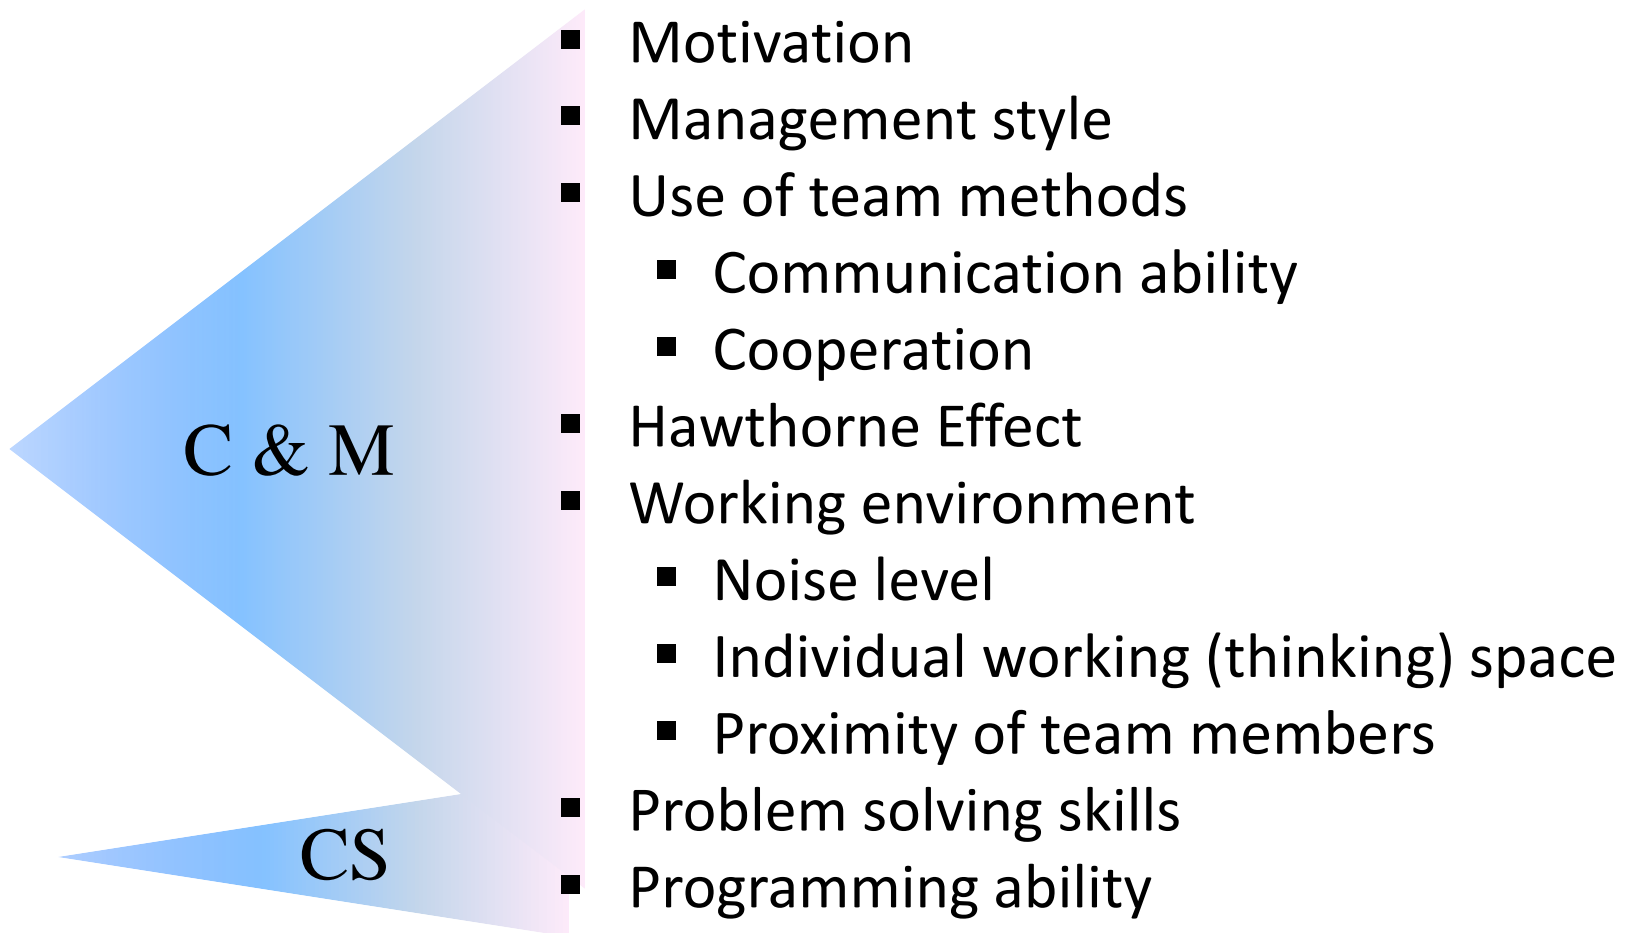 ▪ Motivation
▪ Management style
▪ Use of team methods
▪ Communication ability
▪ Cooperation
▪ Hawthorne Effect
▪ Working environment
▪ Noise level
▪ Individual working (thinking) space
▪ Proximity of team members
▪ Problem solving skills
▪ Programming ability
C & M
CS